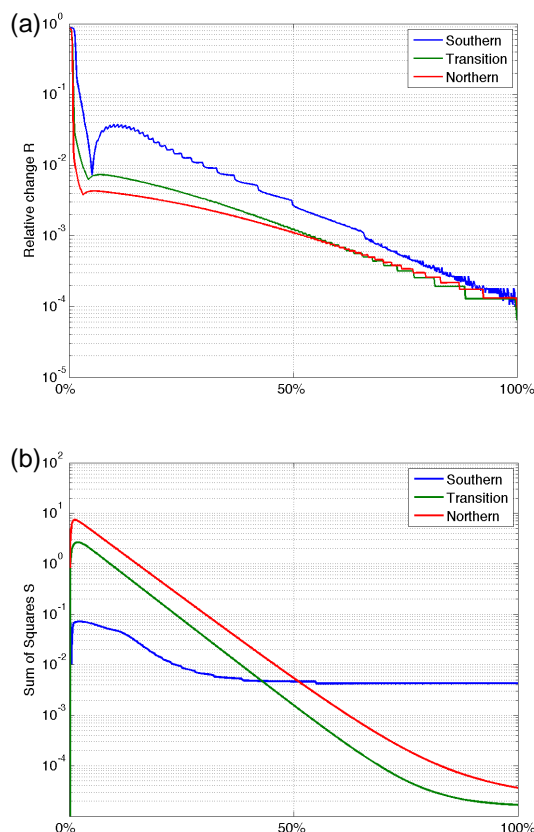 (a)
10^0
10^-1
10^-2
10^-3
10^-4
10^-5
Relative change R
Southern
Transition
Northern
0%
50%
100%
(b)
10^2
10^1
10^0
10^-1
10^-2
10^-3
10^-4
Sum of Squares S
Southern
Transition
Northern
0%
50%
100%